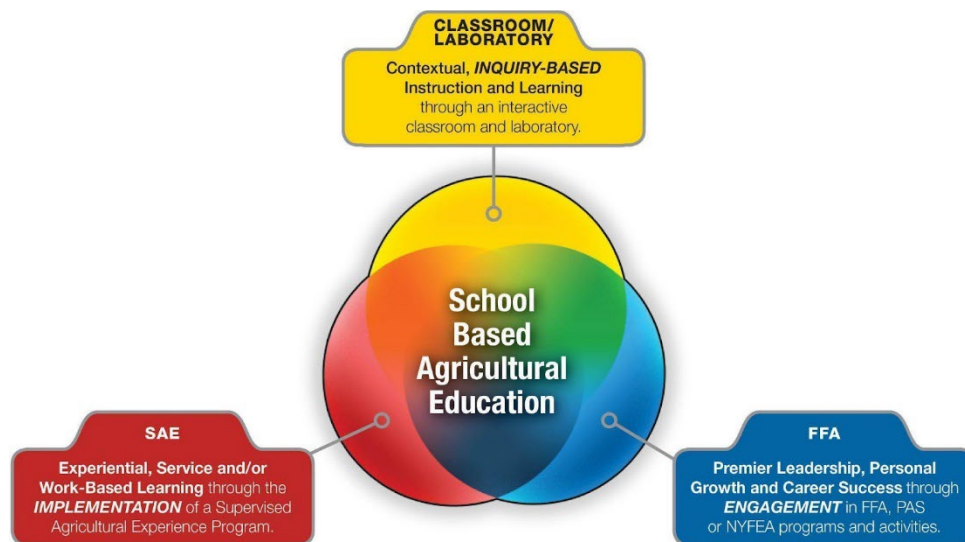 CLASSROOM/
LABORATORY
Contextual, INQUIRY-BASED
Instruction and Learning
through an interactive
classroom and laboratory.
School
Based
Agricultural
Education
SAE
Experiential, Service and/or
Work-Based Learning through the
IMPLEMENTATION of a Supervised
Agricultural Experience Program.
FFA
Premier Leadership, Personal
Growth and Career Success through
ENGAGEMENT in FFA, PAS
or NYFEA programs and activities.